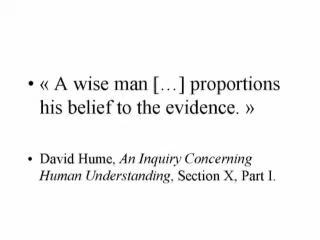 • « A wise man […] proportions
his belief to the evidence. »
• David Hume, An Inquiry Concerning
Human Understanding, Section X, Part I.